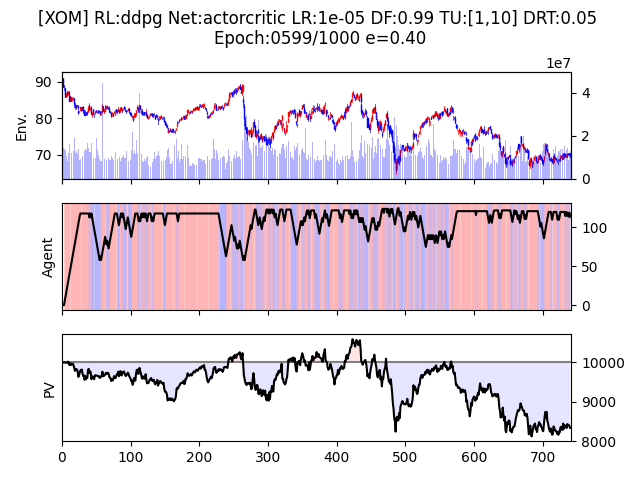 [XOM] RL:ddpg Net:actorcritic LR:1e-05 DF:0.99 TU:[1,10] DRT:0.05
Epoch:0599/1000 e=0.40
1e7
90
80
70
Env.
4
2
0
Agent
100
50
0
PV
10000
9000
8000
0 100 200 300 400 500 600 700